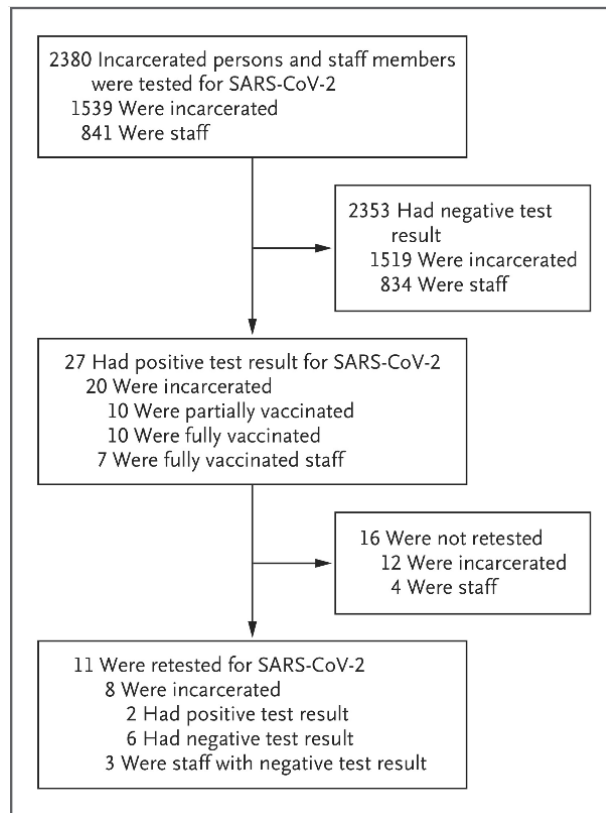 2380 Incarcerated persons and staff members
were tested for SARS-CoV-2
1539 Were incarcerated
841 Were staff
2353 Had negative test
result
1519 Were incarcerated
834 Were staff
27 Had positive test result for SARS-CoV-2
20 Were incarcerated
10 Were partially vaccinated
10 Were fully vaccinated
7 Were fully vaccinated staff
16 Were not retested
12 Were incarcerated
4 Were staff
11 Were retested for SARS-CoV-2
8 Were incarcerated
2 Had positive test result
6 Had negative test result
3 Were staff with negative test result